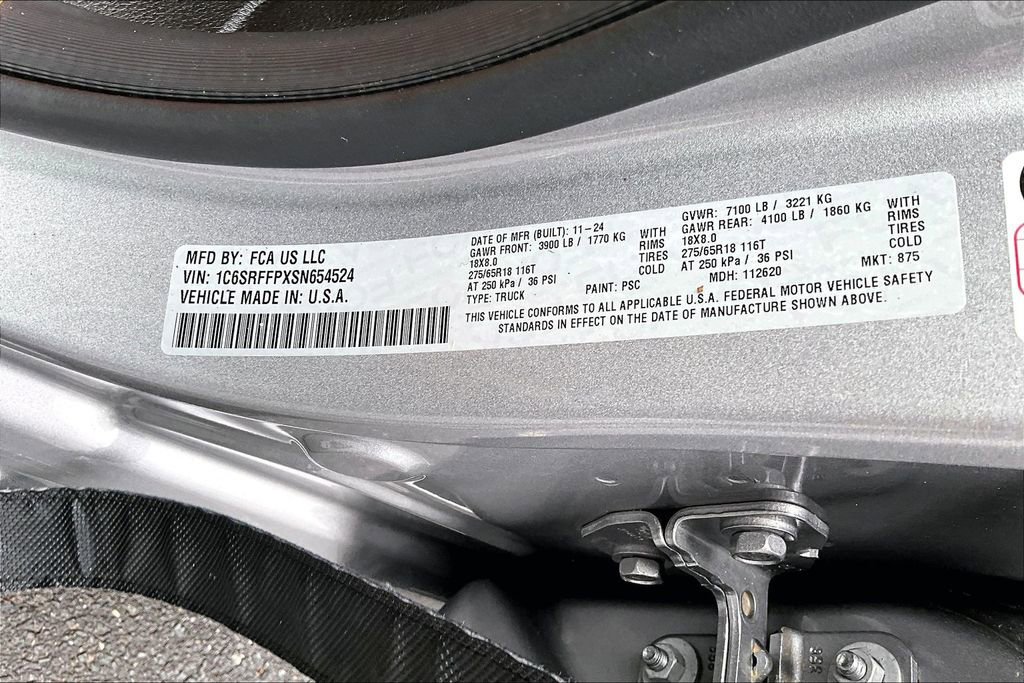 MFD BY: FCA US LLC
VIN: 1C6SRFFPXSN654524
VEHICLE MADE IN: U.S.A.
DATE OF MFR (BUILT): 11-24
GAWR FRONT: 3900 LB / 1770 KG WITH
18X8.0 RIMS
275/65R18 116T TIRES
AT 250 kPa / 36 PSI COLD
TYPE: TRUCK PAINT: PSC
GVWR: 7100 LB / 3221 KG
GAWR REAR: 4100 LB / 1860 KG WITH
18X8.0 RIMS
275/65R18 116T TIRES
AT 250 kPa / 36 PSI COLD
MDH: 112620 MKT: 875
THIS VEHICLE CONFORMS TO ALL APPLICABLE U.S.A. FEDERAL MOTOR VEHICLE SAFETY
STANDARDS IN EFFECT ON THE DATE OF MANUFACTURE SHOWN ABOVE.